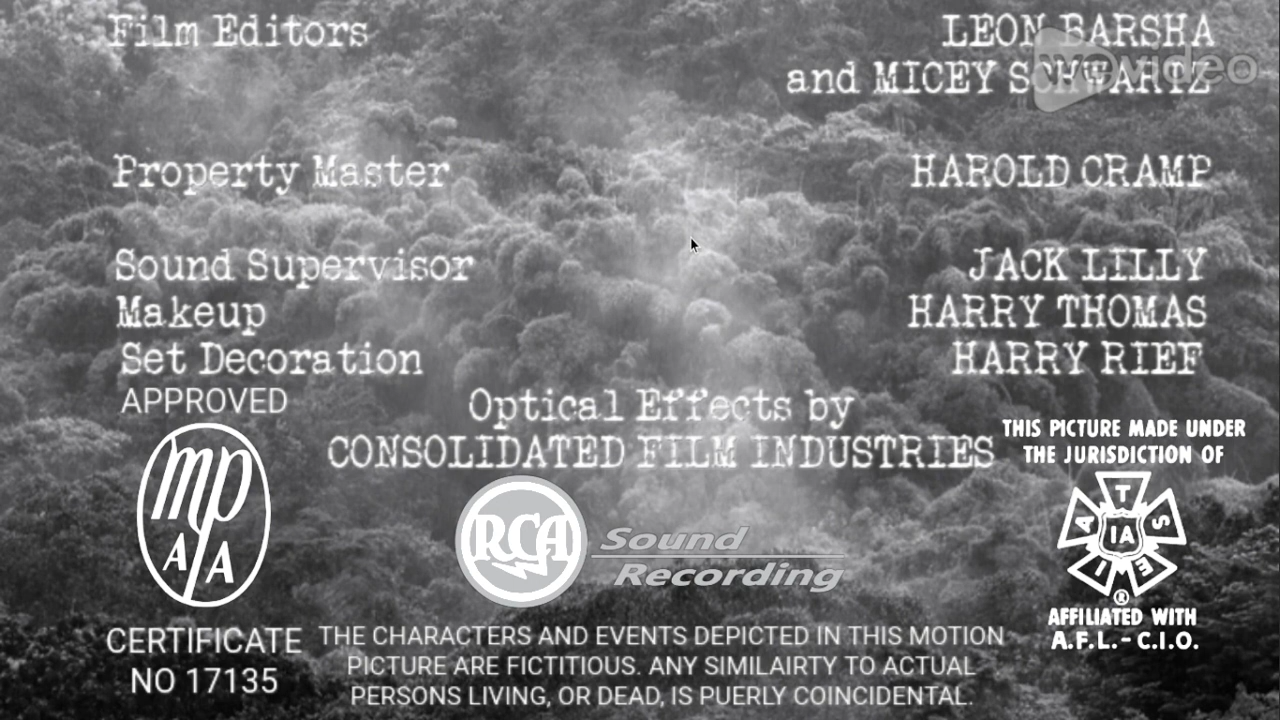 Film Editors LEON BARSHA
and MICEY SCHWARTZ
wevideo
Property Master HAROLD CRAMP
Sound Supervisor JACK LILLY
Makeup HARRY THOMAS
Set Decoration HARRY RIEF
APPROVED
Optical Effects by
CONSOLIDATED FILM INDUSTRIES
mp
AA
CERTIFICATE
NO 17135
RCA
Sound
Recording
THE CHARACTERS AND EVENTS DEPICTED IN THIS MOTION
PICTURE ARE FICTITIOUS. ANY SIMILAIRTY TO ACTUAL
PERSONS LIVING, OR DEAD, IS PUERLY COINCIDENTAL.
THIS PICTURE MADE UNDER
THE JURISDICTION OF
I A T S E
IA
®
AFFILIATED WITH
A.F.L.-C.I.O.